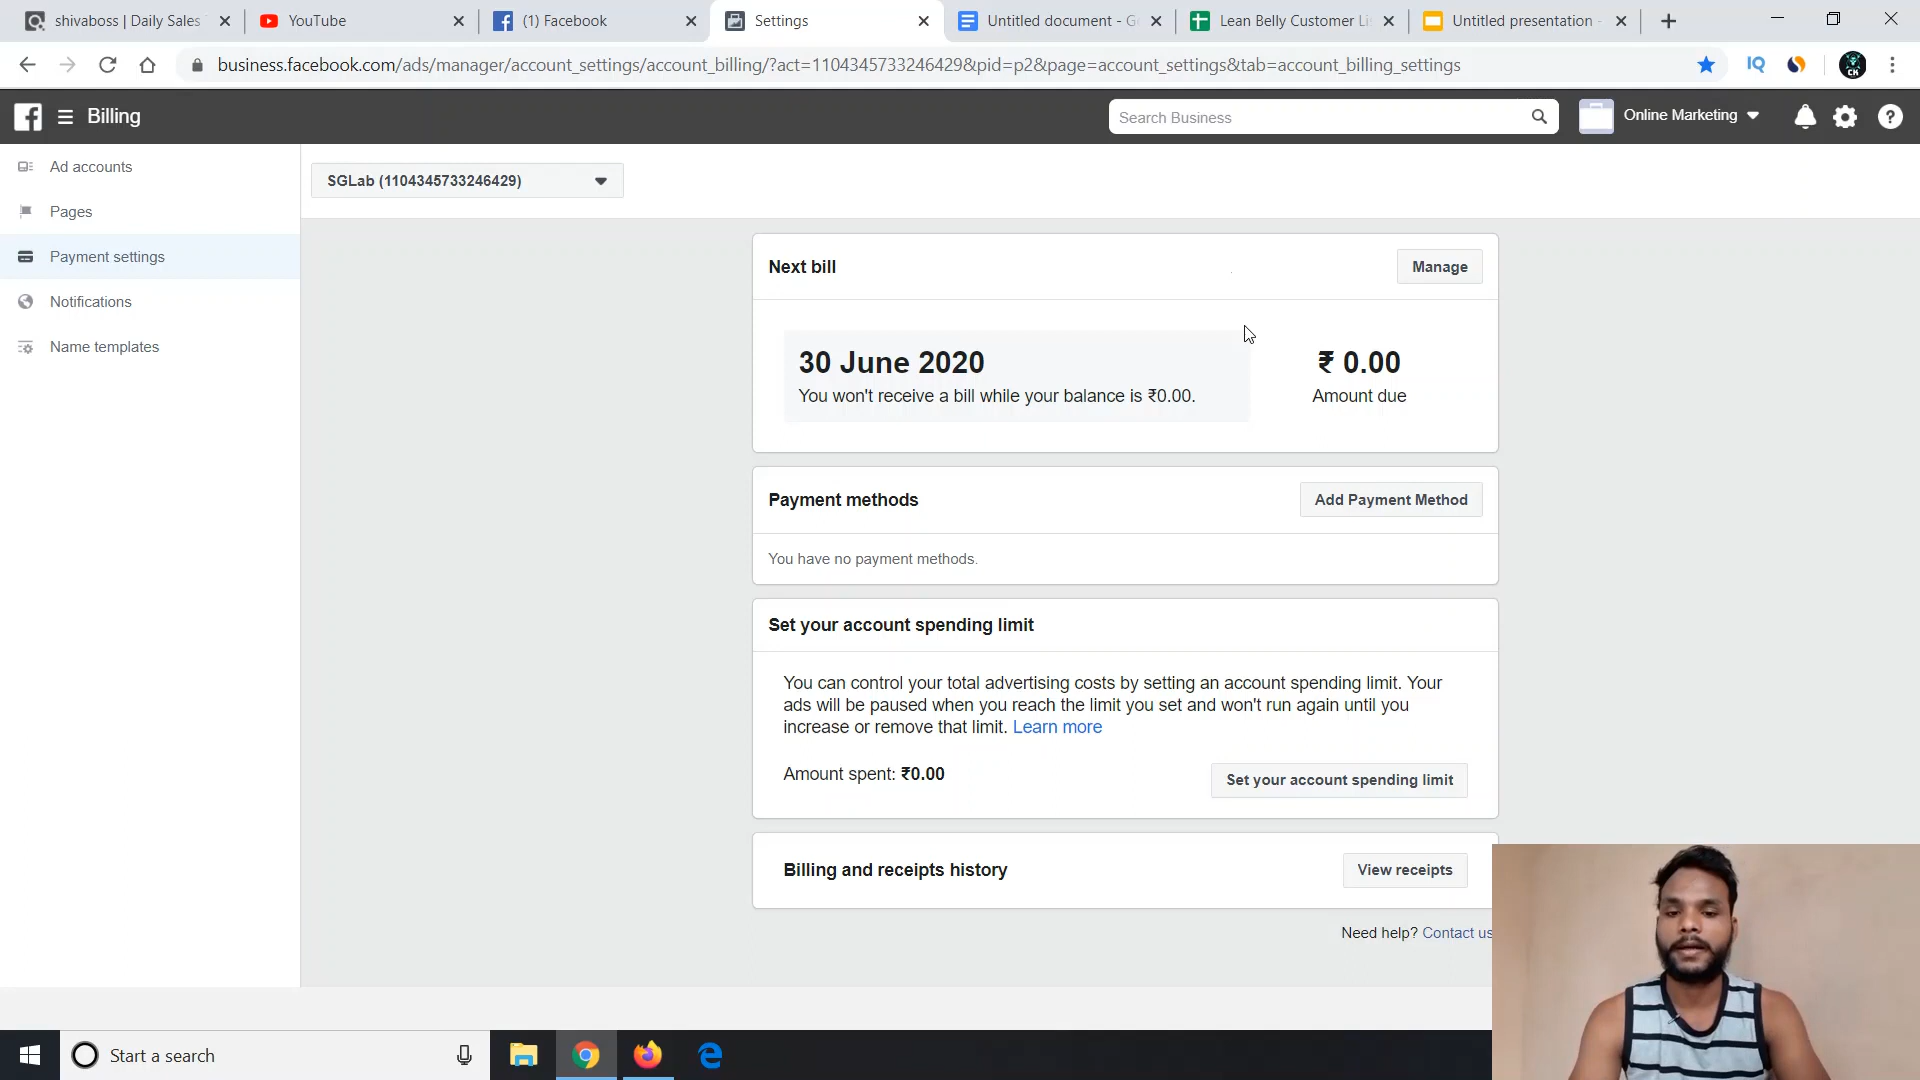 shivaboss | Daily Sales
YouTube
(1) Facebook
Settings
Untitled document - G
Lean Belly Customer Li
Untitled presentation -
business.facebook.com/ads/manager/account_settings/account_billing/?act=1104345733246429&pid=p2&page=account_settings&tab=account_billing_settings
IQ
CK
Billing
Search Business
Online Marketing
Ad accounts
Pages
Payment settings
Notifications
Name templates
SGLab (1104345733246429)
Next bill
Manage
30 June 2020
You won't receive a bill while your balance is ₹0.00.
₹ 0.00
Amount due
Payment methods
Add Payment Method
You have no payment methods.
Set your account spending limit
You can control your total advertising costs by setting an account spending limit. Your
ads will be paused when you reach the limit you set and won't run again until you
increase or remove that limit. Learn more
Amount spent: ₹0.00
Set your account spending limit
Billing and receipts history
View receipts
Need help? Contact us
Start a search